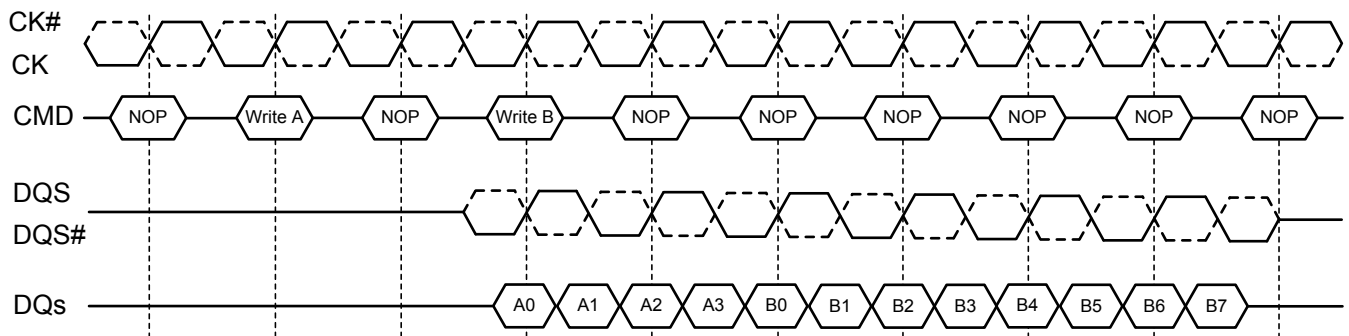 CK#
CK
CMD NOP Write A NOP Write B NOP NOP NOP NOP NOP NOP
DQS
DQS#
DQs A0 A1 A2 A3 B0 B1 B2 B3 B4 B5 B6 B7